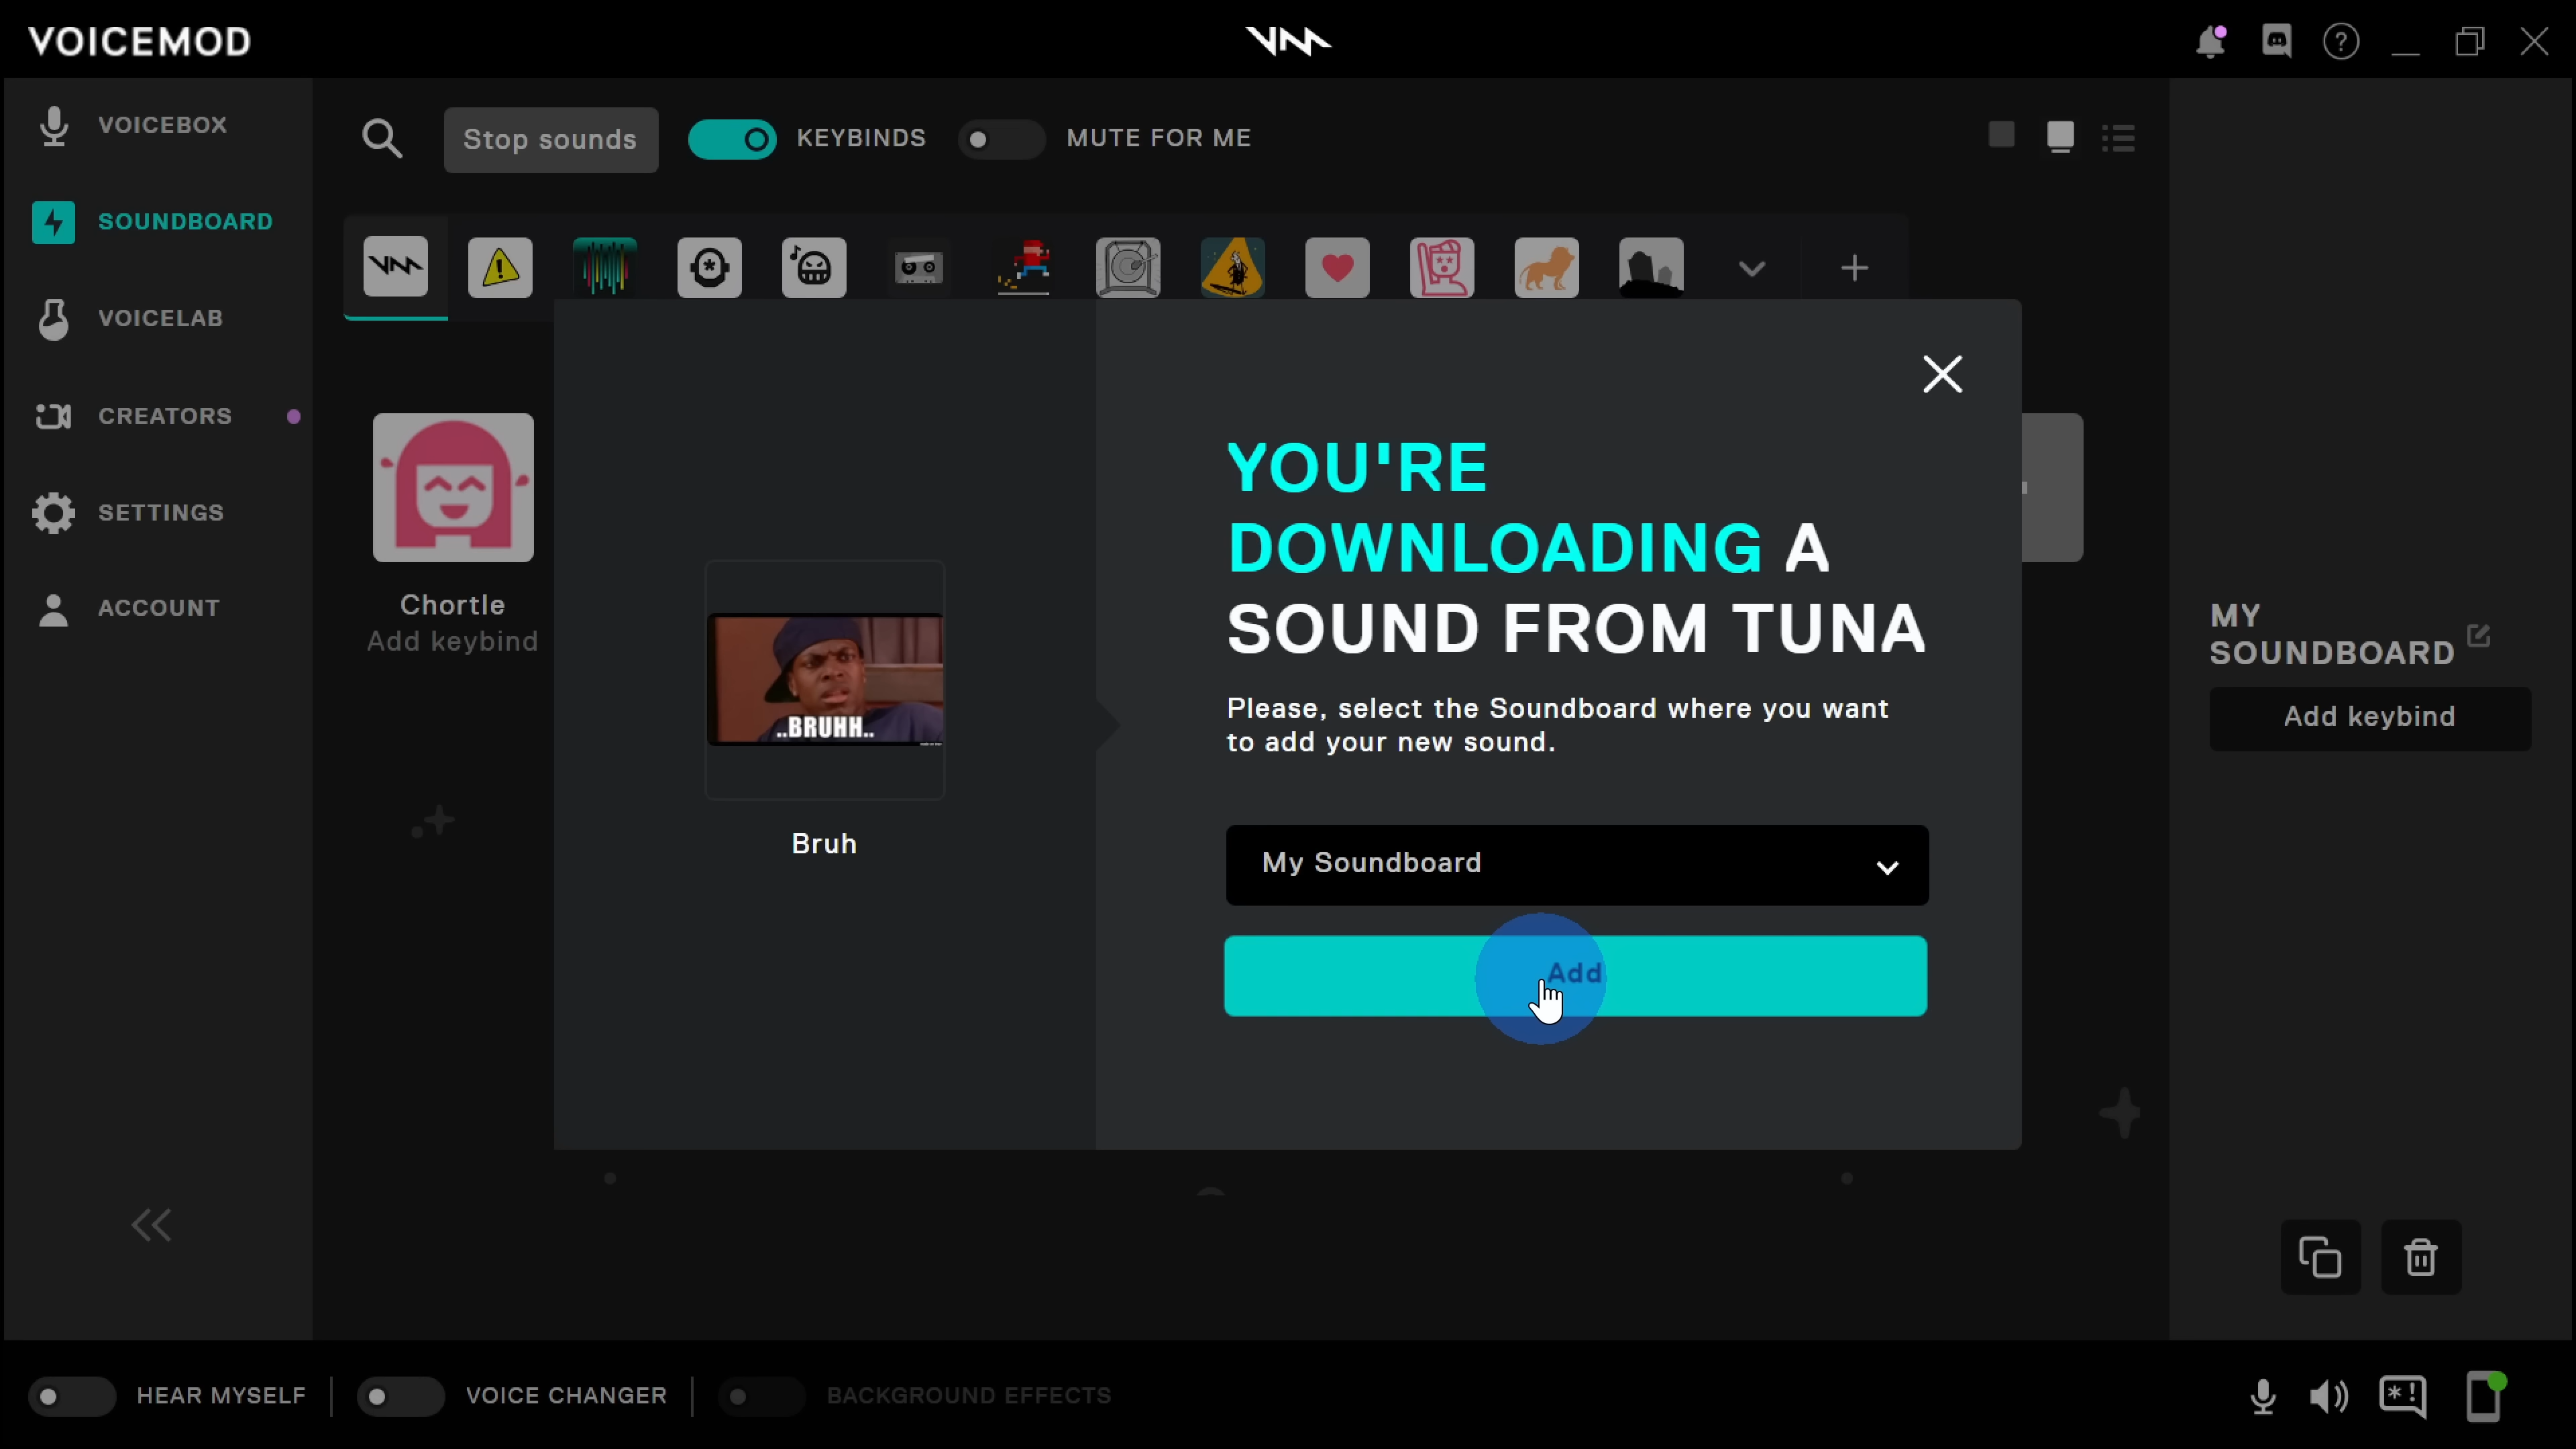 VOICEMOD
VOICEBOX
SOUNDBOARD
VOICELAB
CREATORS
SETTINGS
ACCOUNT
Stop sounds
KEYBINDS
MUTE FOR ME
Chortle
Add keybind
..BRUHH..
Bruh
YOU'RE
DOWNLOADING A
SOUND FROM TUNA
Please, select the Soundboard where you want
to add your new sound.
My Soundboard
Add
MY
SOUNDBOARD
Add keybind
HEAR MYSELF
VOICE CHANGER
BACKGROUND EFFECTS